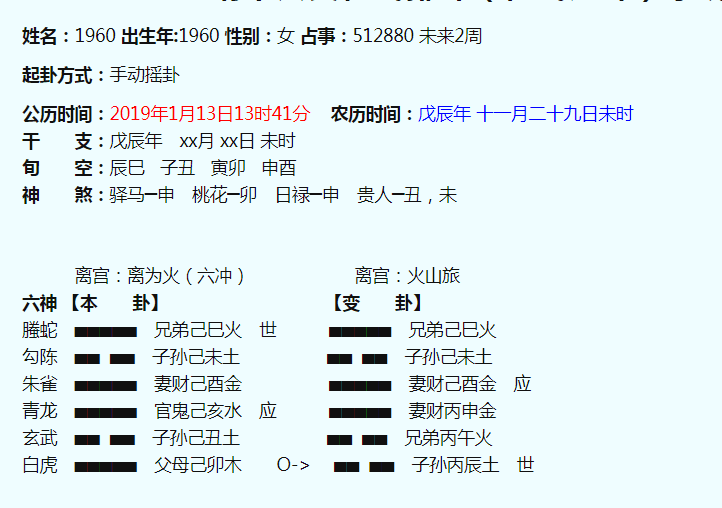 姓名：1960 出生年:1960 性别：女 占事：512880 未来2周
起卦方式：手动摇卦
公历时间：2019年1月13日13时41分 农历时间：戊辰年 十一月二十九日未时
干 支：戊辰年 xx月 xx日 未时
旬 空：辰巳 子丑 寅卯 申酉
神 煞：驿马─申 桃花─卯 日禄─申 贵人─丑，未
离宫：离为火（六冲） 离宫：火山旅
六神 【本 卦】 【变 卦】
螣蛇 兄弟己巳火 世 兄弟己巳火
勾陈 子孙己未土 子孙己未土
朱雀 妻财己酉金 妻财己酉金 应
青龙 官鬼己亥水 应 妻财丙申金
玄武 子孙己丑土 兄弟丙午火
白虎 父母己卯木 O-> 子孙丙辰土 世